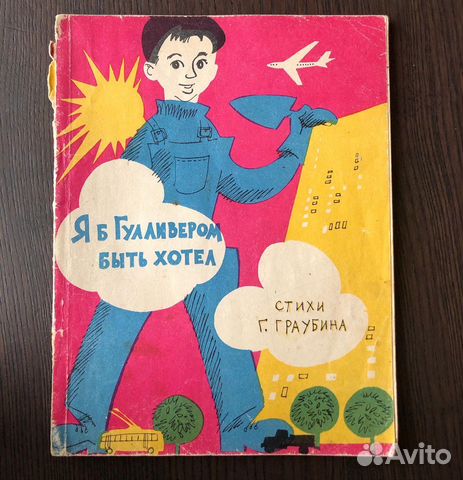 Я Б ГУЛЛИВЕРОМ
БЫТЬ ХОТЕЛ
СТИХИ
Г. ГРАУБИНА
Avito